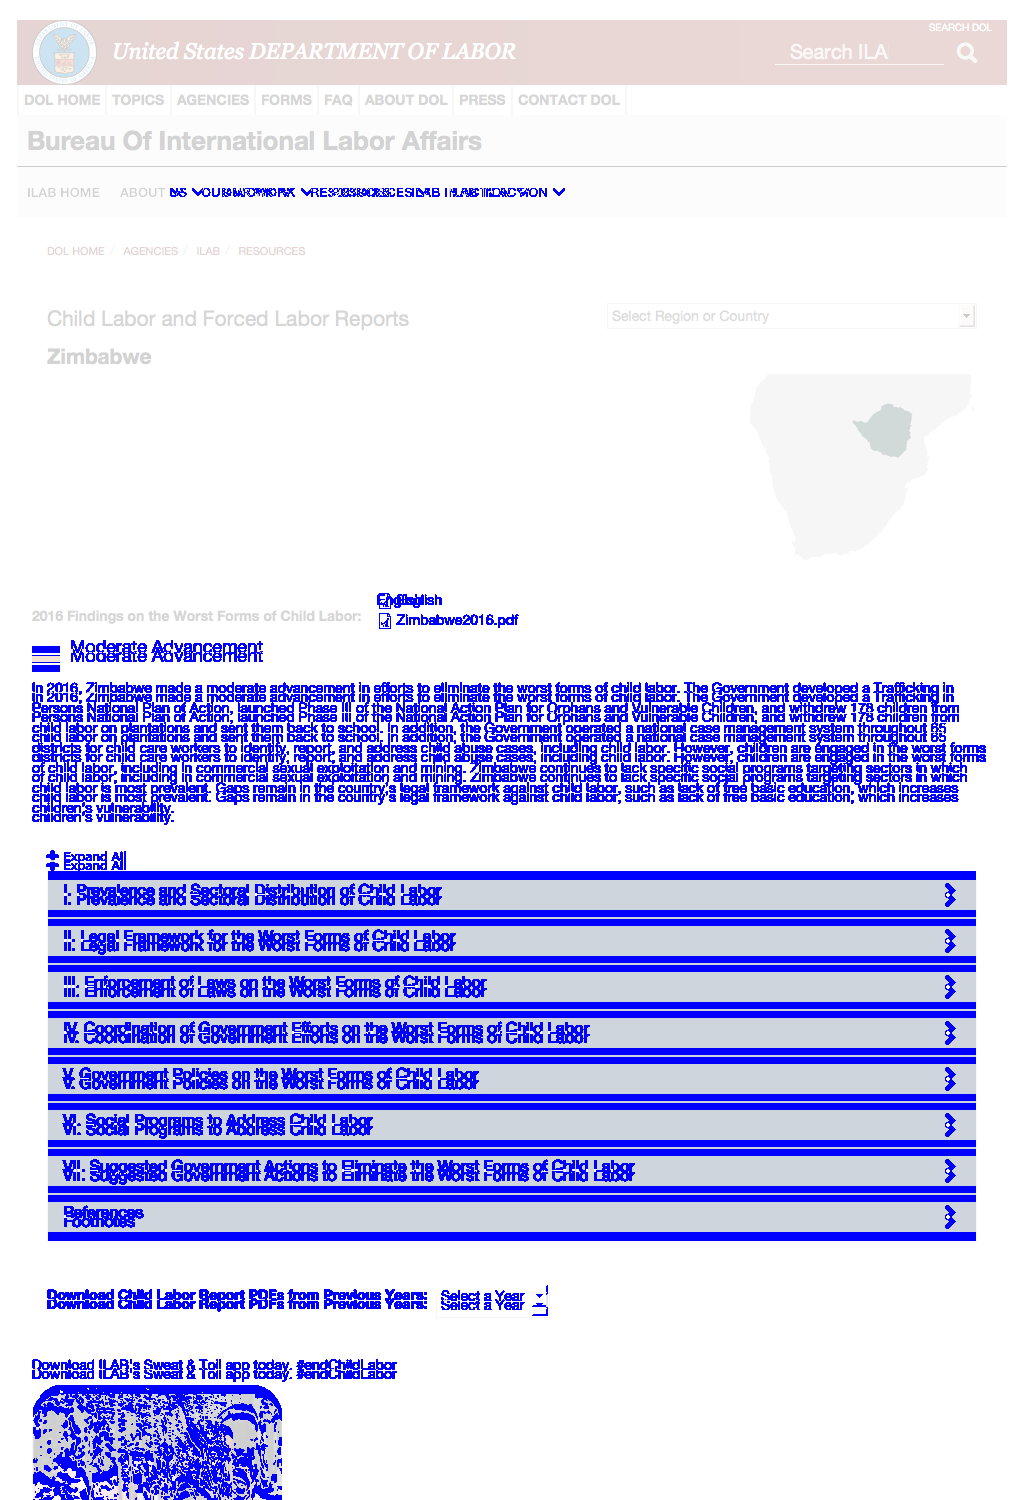 SEARCH DOL
United States DEPARTMENT OF LABOR
Search ILA
DOL HOME TOPICS AGENCIES FORMS FAQ ABOUT DOL PRESS CONTACT DOL
Bureau Of International Labor Affairs
ILAB HOME ABOUT
DOL HOME / AGENCIES / ILAB / RESOURCES
Child Labor and Forced Labor Reports
Select Region or Country
Zimbabwe
2016 Findings on the Worst Forms of Child Labor:
English
Zimbabwe2016.pdf
Moderate Advancement
In 2016, Zimbabwe made a moderate advancement in efforts to eliminate the worst forms of child labor. The Government developed a Trafficking in
Persons National Plan of Action, launched Phase III of the National Action Plan for Orphans and Vulnerable Children, and withdrew 178 children from
child labor on plantations and sent them back to school. In addition, the Government operated a national case management system throughout 65
districts for child care workers to identify, report, and address child abuse cases, including child labor. However, children are engaged in the worst forms
of child labor, including in commercial sexual exploitation and mining. Zimbabwe continues to lack specific social programs targeting sectors in which
child labor is most prevalent. Gaps remain in the country's legal framework against child labor, such as lack of free basic education, which increases
children's vulnerability.
Expand All
I. Prevalence and Sectoral Distribution of Child Labor
II. Legal Framework for the Worst Forms of Child Labor
III. Enforcement of Laws on the Worst Forms of Child Labor
IV. Coordination of Government Efforts on the Worst Forms of Child Labor
V. Government Policies on the Worst Forms of Child Labor
VI. Social Programs to Address Child Labor
VII. Suggested Government Actions to Eliminate the Worst Forms of Child Labor
References
Footnotes
Download Child Labor Report PDFs from Previous Years: Select a Year
Download ILAB's Sweat & Toil app today. #endChildLabor